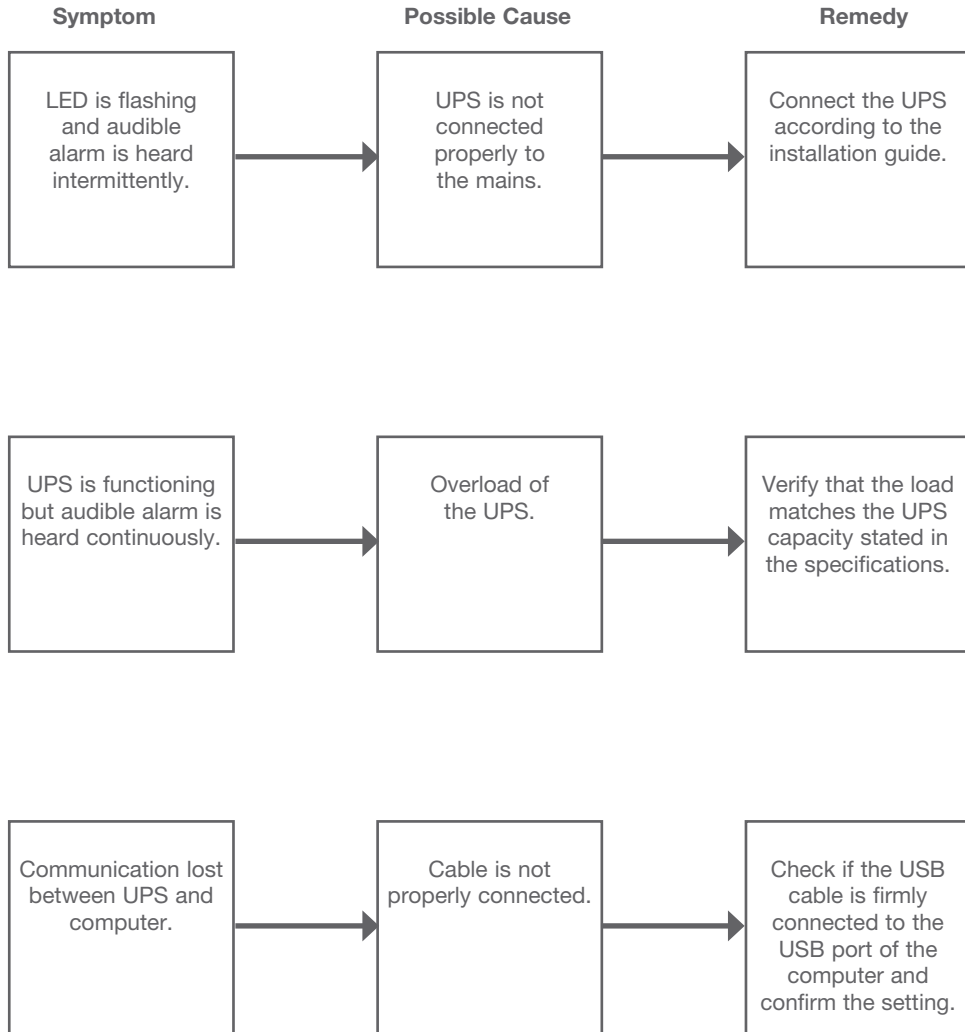 Symptom
Possible Cause
Remedy
LED is flashing
and audible
alarm is heard
intermittently.
UPS is not
connected
properly to
the mains.
Connect the UPS
according to the
installation guide.
UPS is functioning
but audible alarm is
heard continuously.
Overload of
the UPS.
Verify that the load
matches the UPS
capacity stated in
the specifications.
Communication lost
between UPS and
computer.
Cable is not
properly connected.
Check if the USB
cable is firmly
connected to the
USB port of the
computer and
confirm the setting.